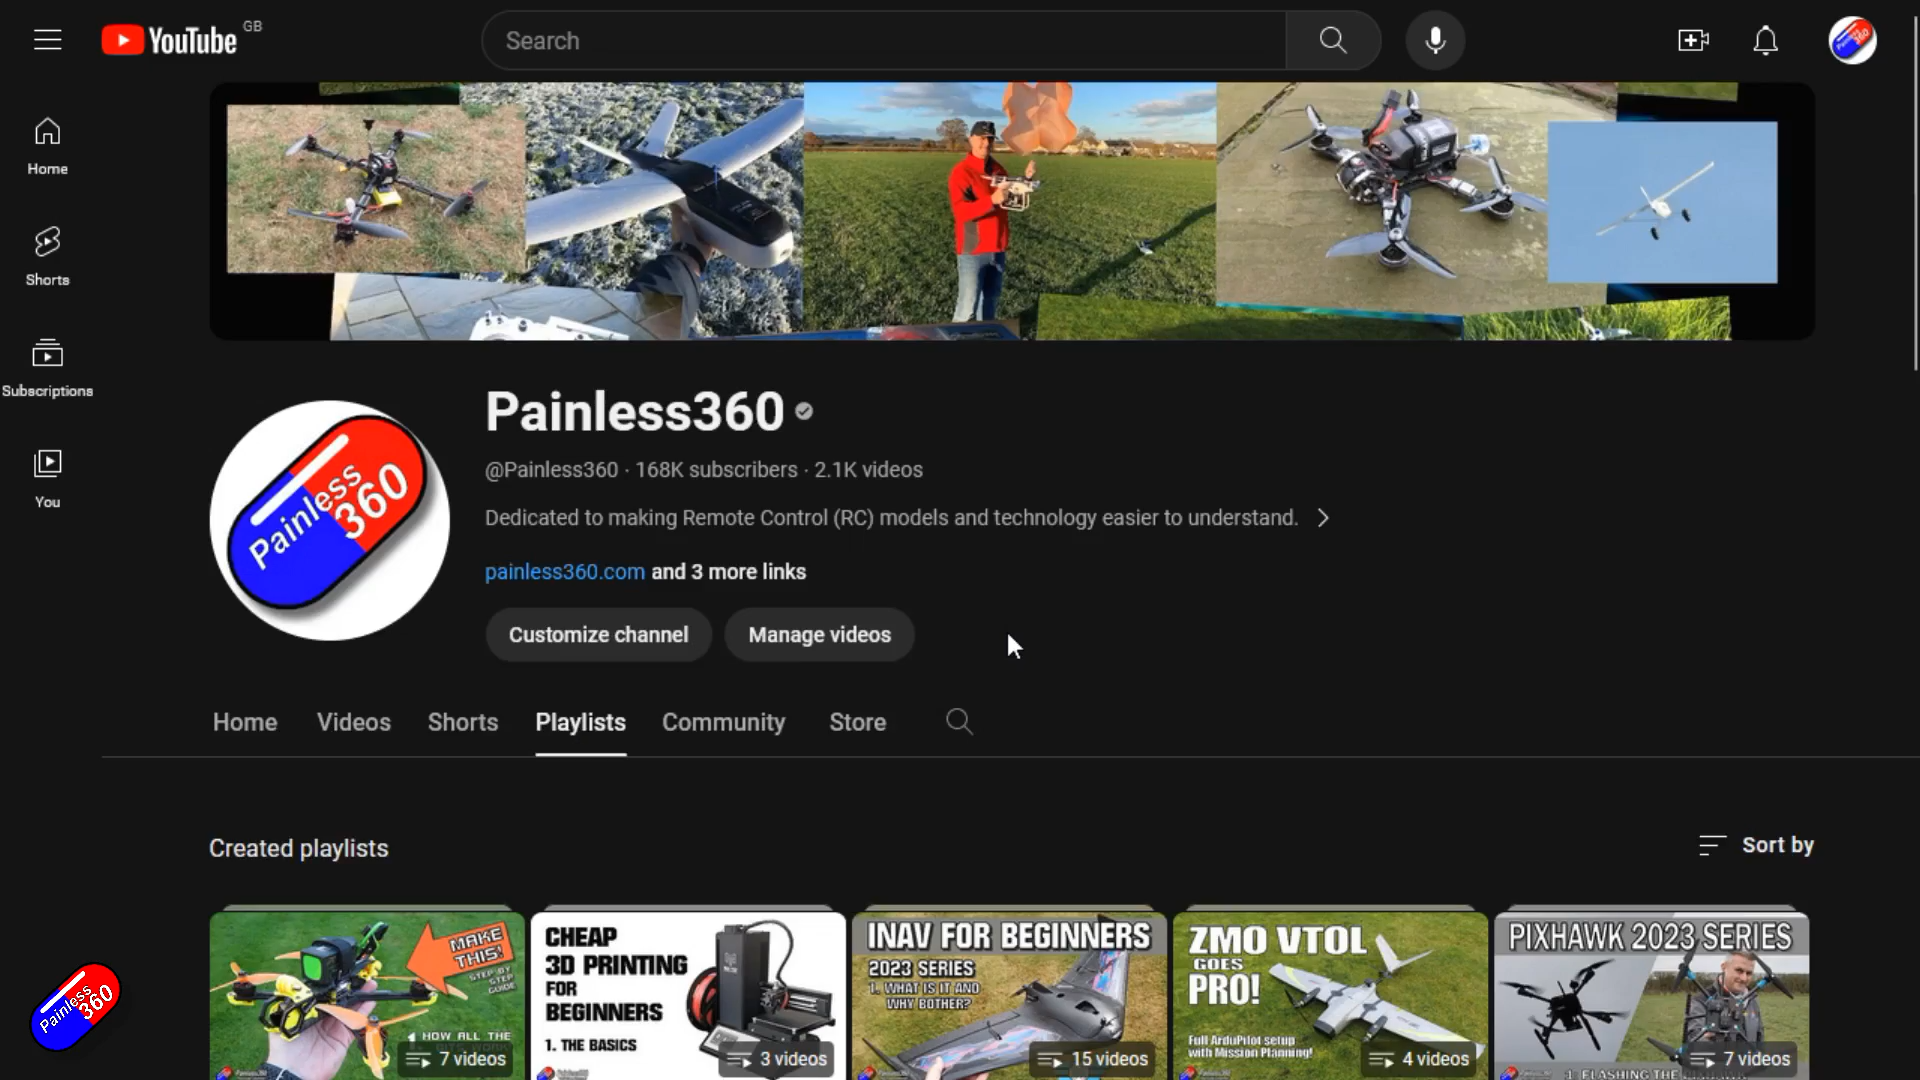 YouTube GB
Search
Home
Shorts
Subscriptions
You
Painless360
@Painless360 · 168K subscribers · 2.1K videos
Dedicated to making Remote Control (RC) models and technology easier to understand.
painless360.com and 3 more links
Customize channel
Manage videos
Painless
360
Home
Videos
Shorts
Playlists
Community
Store
Created playlists
Sort by
MAKE
THIS!
STEP BY
STEP
GUIDE
1. HOW ALL THE
7 videos
CHEAP
3D PRINTING
FOR
BEGINNERS
1. THE BASICS
3 videos
INAV FOR BEGINNERS
2023 SERIES
1. WHAT IS IT AND
WHY BOTHER?
15 videos
ZMO VTOL
GOES
PRO!
Full ArduPilot setup
with Mission Planning!
4 videos
PIXHAWK 2023 SERIES
1. FLASHING THE
7 videos
Painless
360